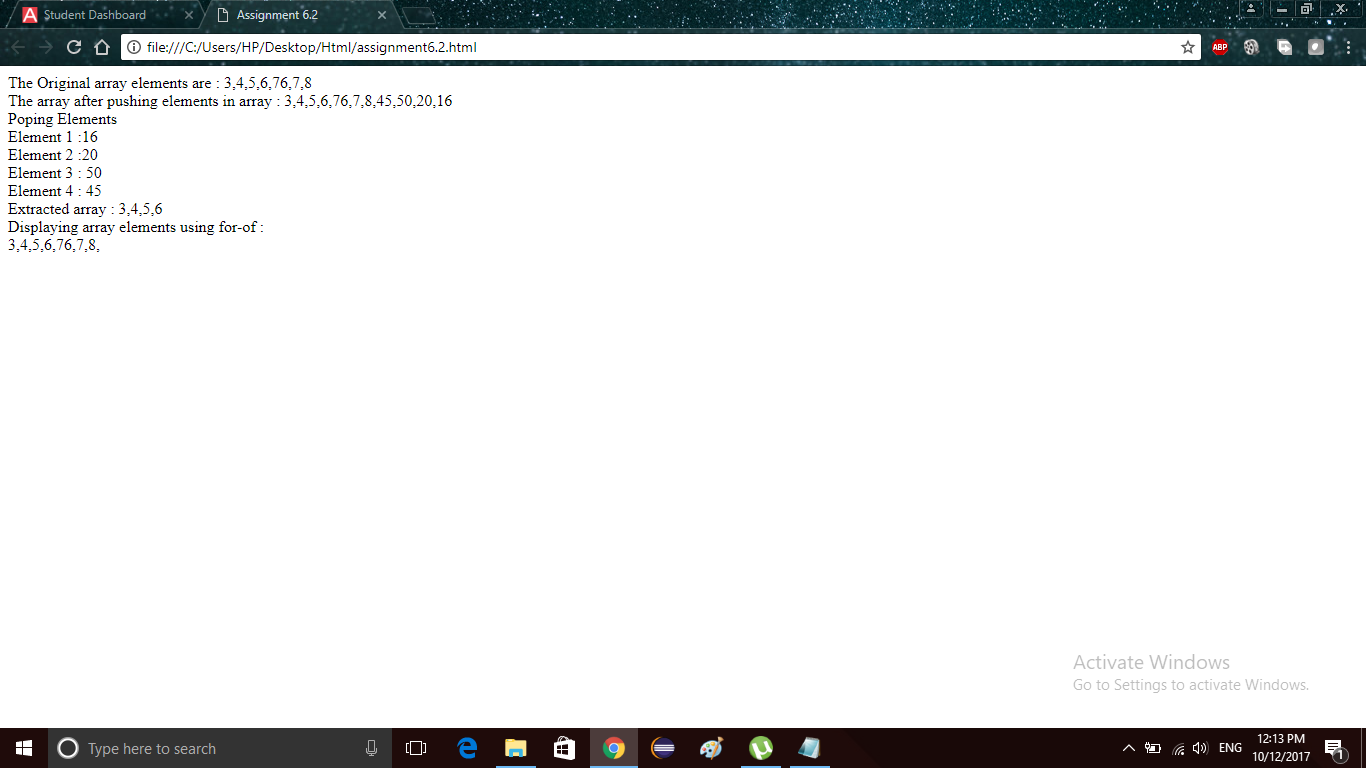 Student Dashboard
Assignment 6.2
file:///C:/Users/HP/Desktop/Html/assignment6.2.html
ABP
The Original array elements are : 3,4,5,6,76,7,8
The array after pushing elements in array : 3,4,5,6,76,7,8,45,50,20,16
Poping Elements
Element 1 :16
Element 2 :20
Element 3 : 50
Element 4 : 45
Extracted array : 3,4,5,6
Displaying array elements using for-of :
3,4,5,6,76,7,8,
Activate Windows
Go to Settings to activate Windows.
Type here to search
ENG
12:13 PM
10/12/2017
1